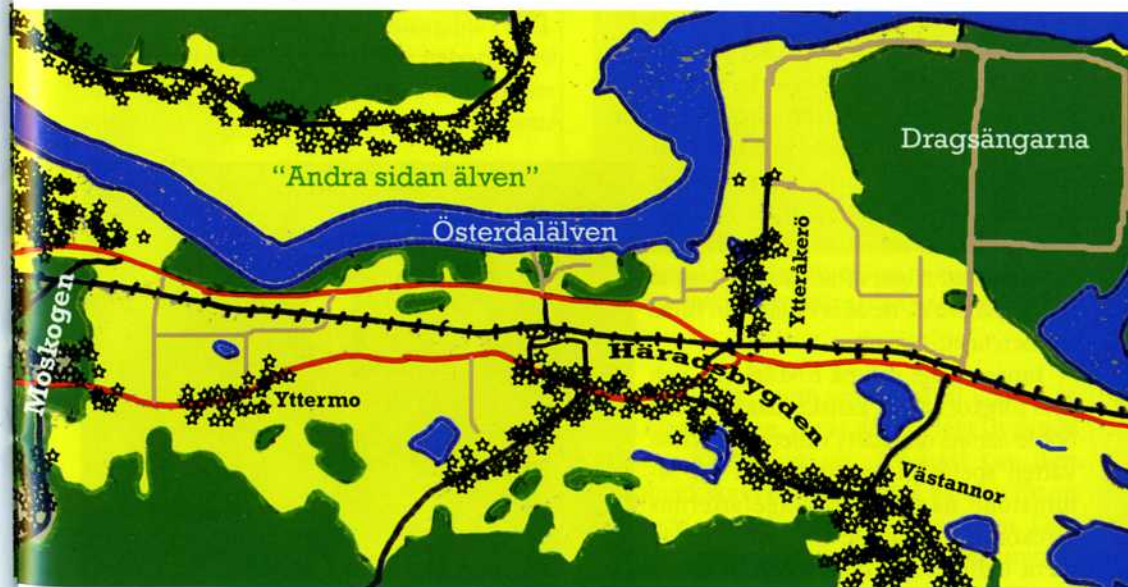 Dragsängarna
"Andra sidan älven"
Österdalälven
Ytteråkerö
Moskogen
Häradsbygden
Yttermo
Västannor